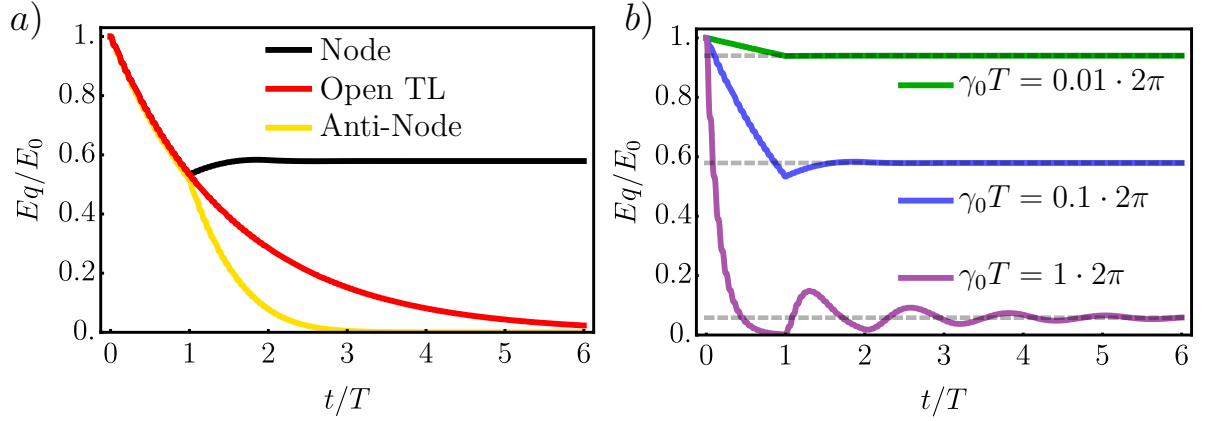 a)
Eq/E₀
1.
0.8
0.6
0.4
0.2
0.
0 1 2 3 4 5 6
t/T
Node
Open TL
Anti-Node
b)
Eq/E₀
1.
0.8
0.6
0.4
0.2
0.
0 1 2 3 4 5 6
t/T
γ₀T = 0.01 · 2π
γ₀T = 0.1 · 2π
γ₀T = 1 · 2π